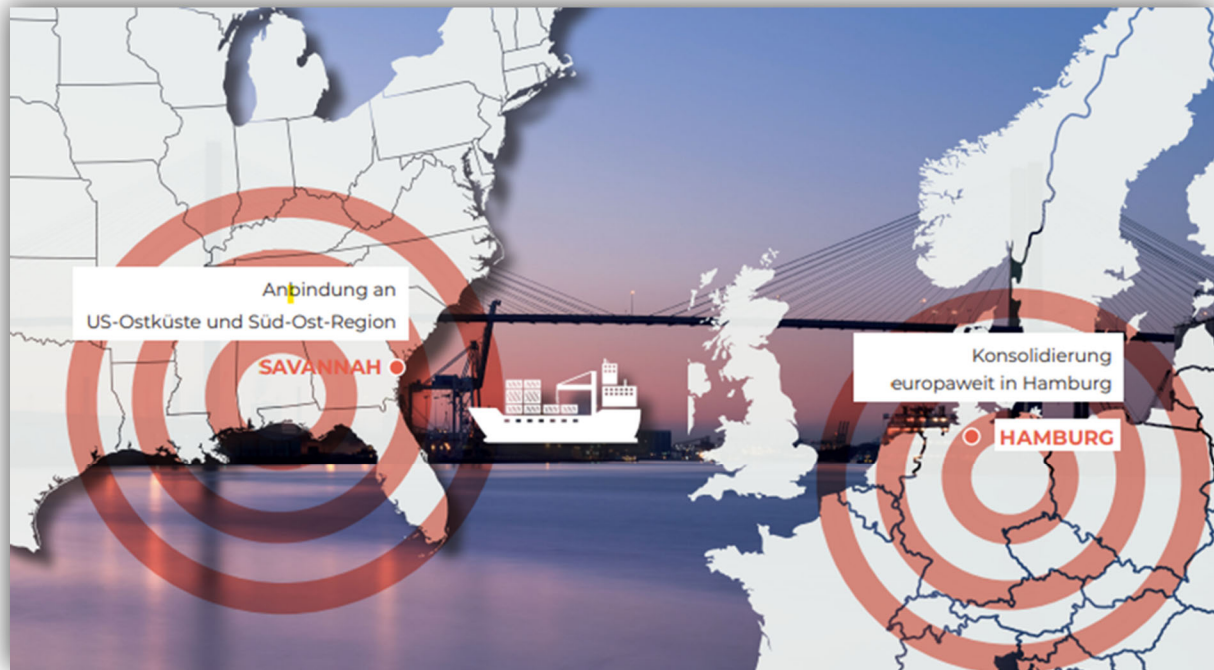 Anbindung an
US-Ostküste und Süd-Ost-Region
SAVANNAH
Konsolidierung
europaweit in Hamburg
HAMBURG